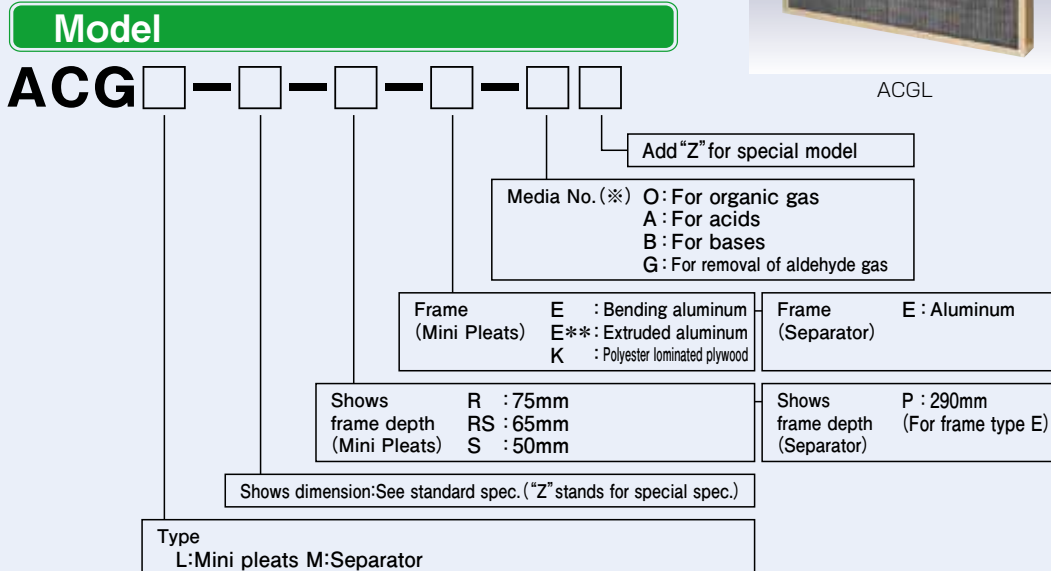 Model
ACGL
ACG□-□-□-□-□□
Add “Z” for special model
Media No.(※) O:For organic gas
A:For acids
B:For bases
G:For removal of aldehyde gas
Frame E :Bending aluminum
(Mini Pleats) E**:Extruded aluminum
K :Polyester lominated plywood
Frame E:Aluminum
(Separator)
Shows R :75mm
frame depth RS :65mm
(Mini Pleats) S :50mm
Shows P:290mm
frame depth (For frame type E)
(Separator)
Shows dimension:See standard spec.(“Z” stands for special spec.)
Type
L:Mini pleats M:Separator